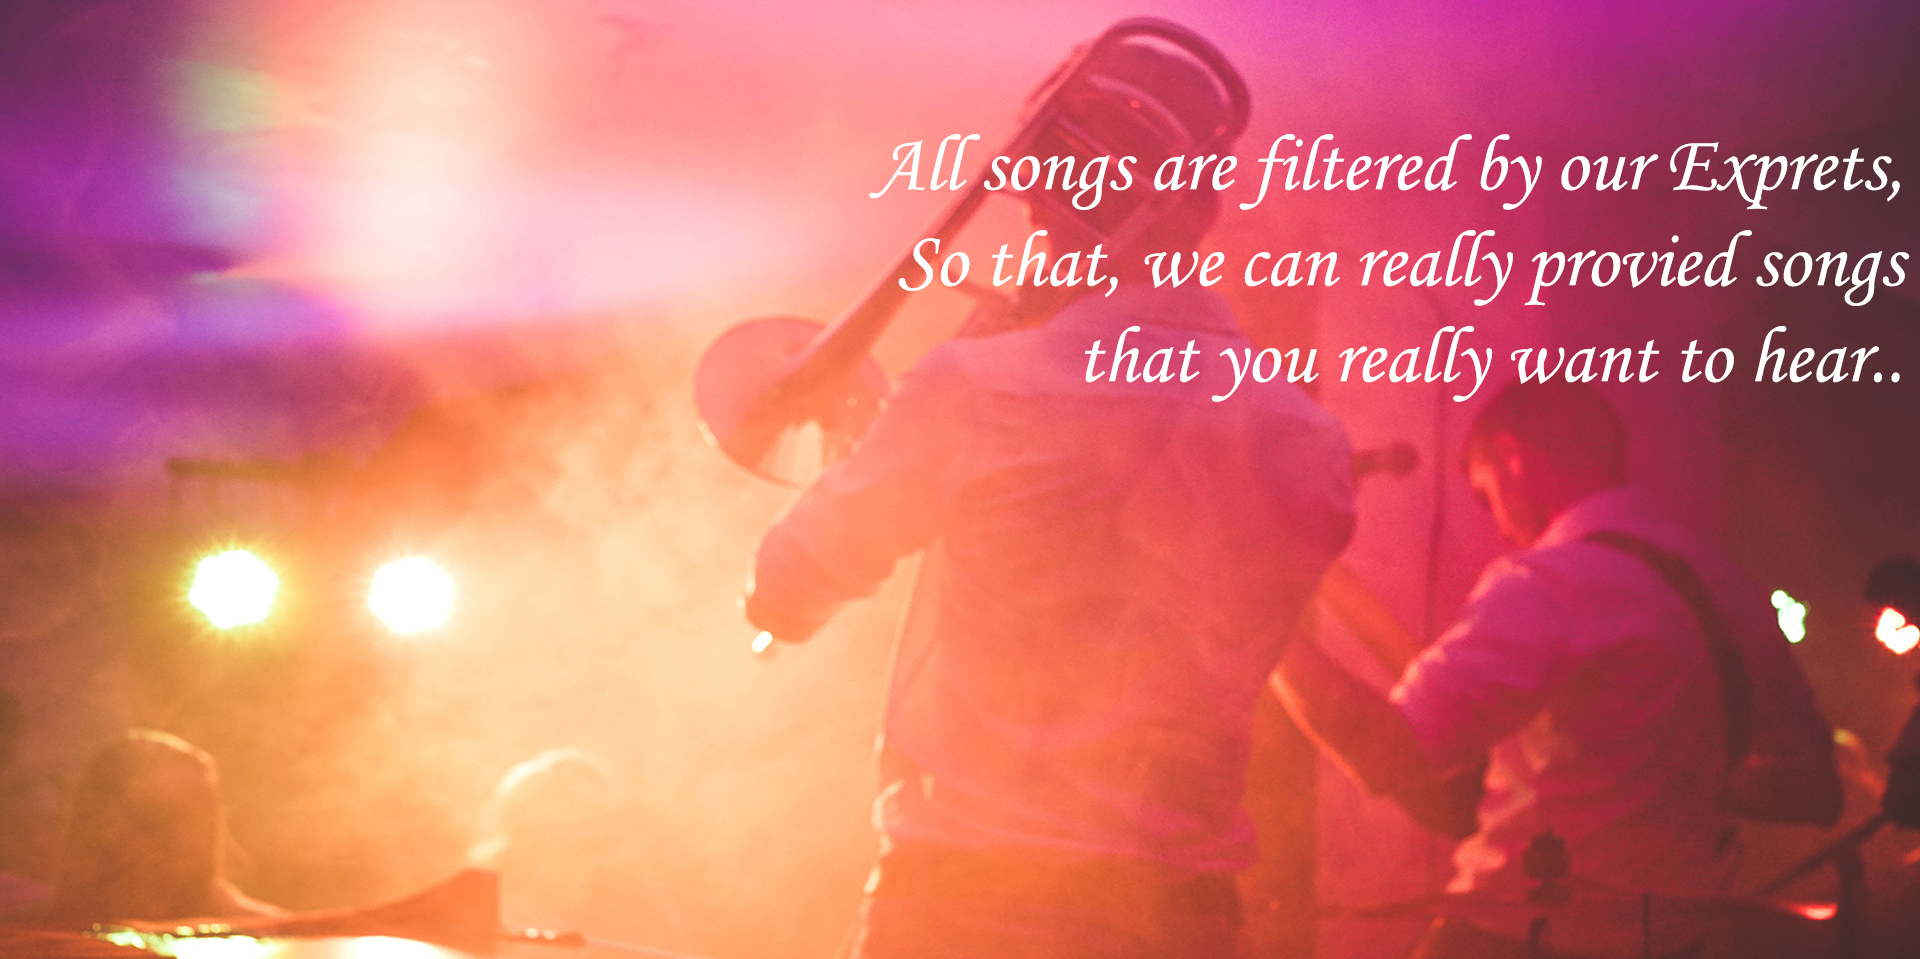 All songs are filtered by our Exprets,
So that, we can really provied songs
that you really want to hear..